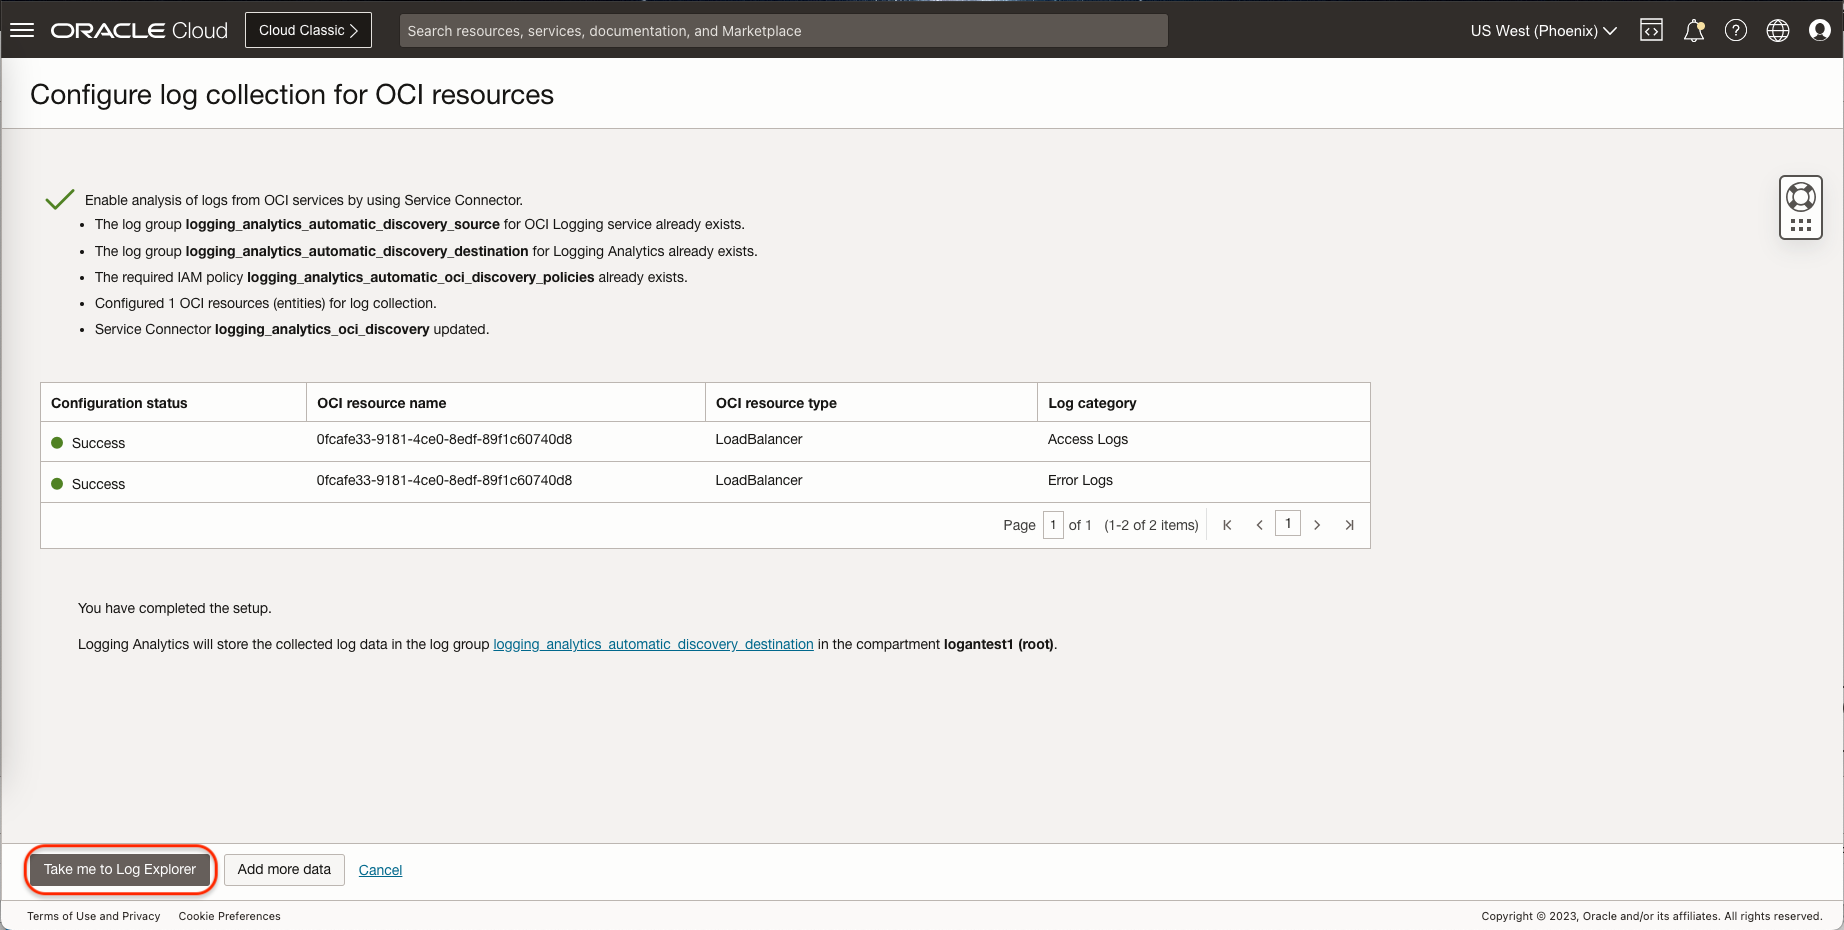 ORACLE Cloud
Cloud Classic
Search resources, services, documentation, and Marketplace
US West (Phoenix)
Configure log collection for OCI resources
Enable analysis of logs from OCI services by using Service Connector.
• The log group logging_analytics_automatic_discovery_source for OCI Logging service already exists.
• The log group logging_analytics_automatic_discovery_destination for Logging Analytics already exists.
• The required IAM policy logging_analytics_automatic_oci_discovery_policies already exists.
• Configured 1 OCI resources (entities) for log collection.
• Service Connector logging_analytics_oci_discovery updated.
Configuration status OCI resource name OCI resource type Log category
Success 0fcafe33-9181-4ce0-8edf-89f1c60740d8 LoadBalancer Access Logs
Success 0fcafe33-9181-4ce0-8edf-89f1c60740d8 LoadBalancer Error Logs
Page 1 of 1 (1-2 of 2 items) 1
You have completed the setup.
Logging Analytics will store the collected log data in the log group logging_analytics_automatic_discovery_destination in the compartment logantest1 (root).
Take me to Log Explorer Add more data Cancel
Terms of Use and Privacy Cookie Preferences Copyright © 2023, Oracle and/or its affiliates. All rights reserved.